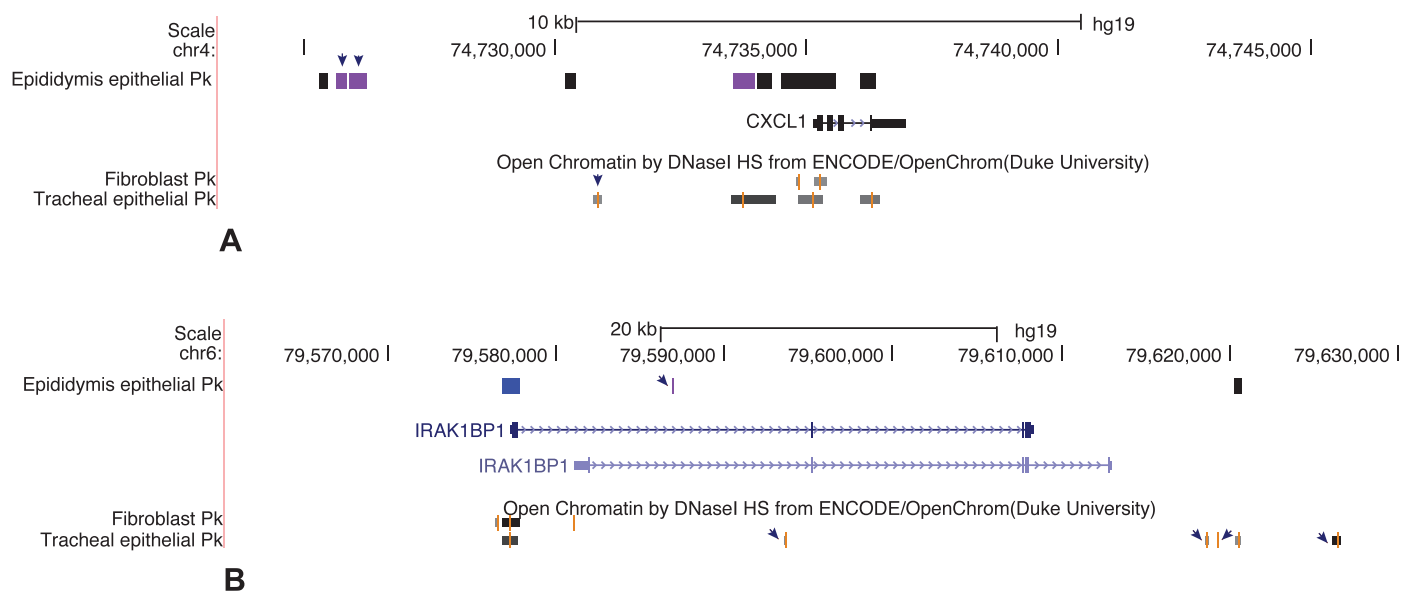 10 kb hg19
Scale
chr4: 74,730,000 74,735,000 74,740,000 74,745,000
Epididymis epithelial Pk
CXCL1
Open Chromatin by DNaseI HS from ENCODE/OpenChrom(Duke University)
Fibroblast Pk
Tracheal epithelial Pk
A
20 kb hg19
Scale
chr6: 79,570,000 79,580,000 79,590,000 79,600,000 79,610,000 79,620,000 79,630,000
Epididymis epithelial Pk
IRAK1BP1
IRAK1BP1
Open Chromatin by DNaseI HS from ENCODE/OpenChrom(Duke University)
Fibroblast Pk
Tracheal epithelial Pk
B